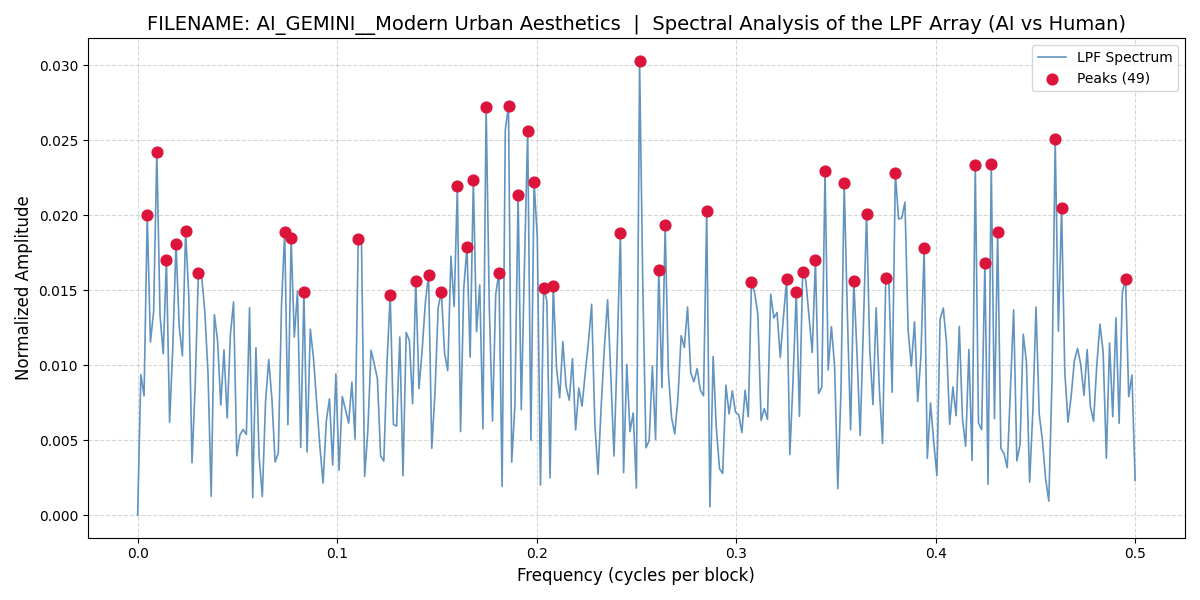 FILENAME: AI_GEMINI__Modern Urban Aesthetics | Spectral Analysis of the LPF Array (AI vs Human)
LPF Spectrum
Peaks (49)
Normalized Amplitude
0.030
0.025
0.020
0.015
0.010
0.005
0.000
0.0 0.1 0.2 0.3 0.4 0.5
Frequency (cycles per block)